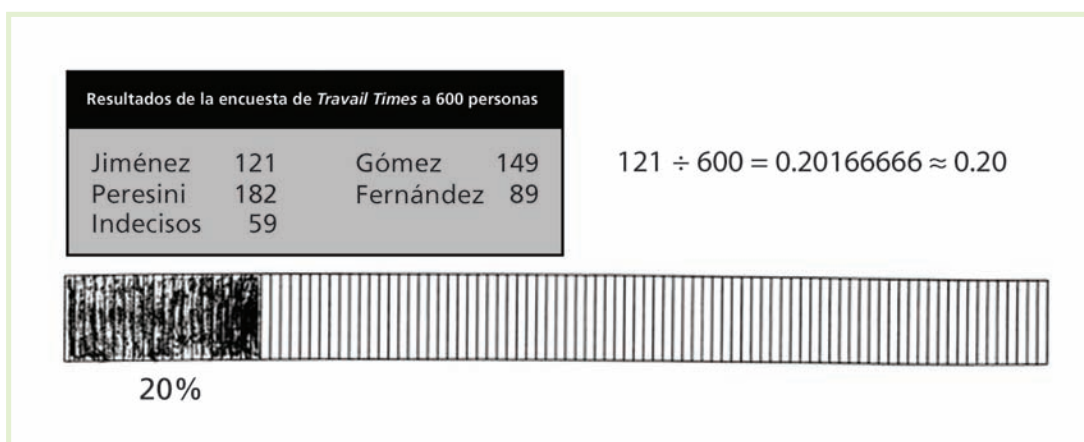 Resultados de la encuesta de Travail Times a 600 personas
Jiménez 121 Gómez 149
Peresini 182 Fernández 89
Indecisos 59
121 ÷ 600 = 0.20166666 ≈ 0.20
20%